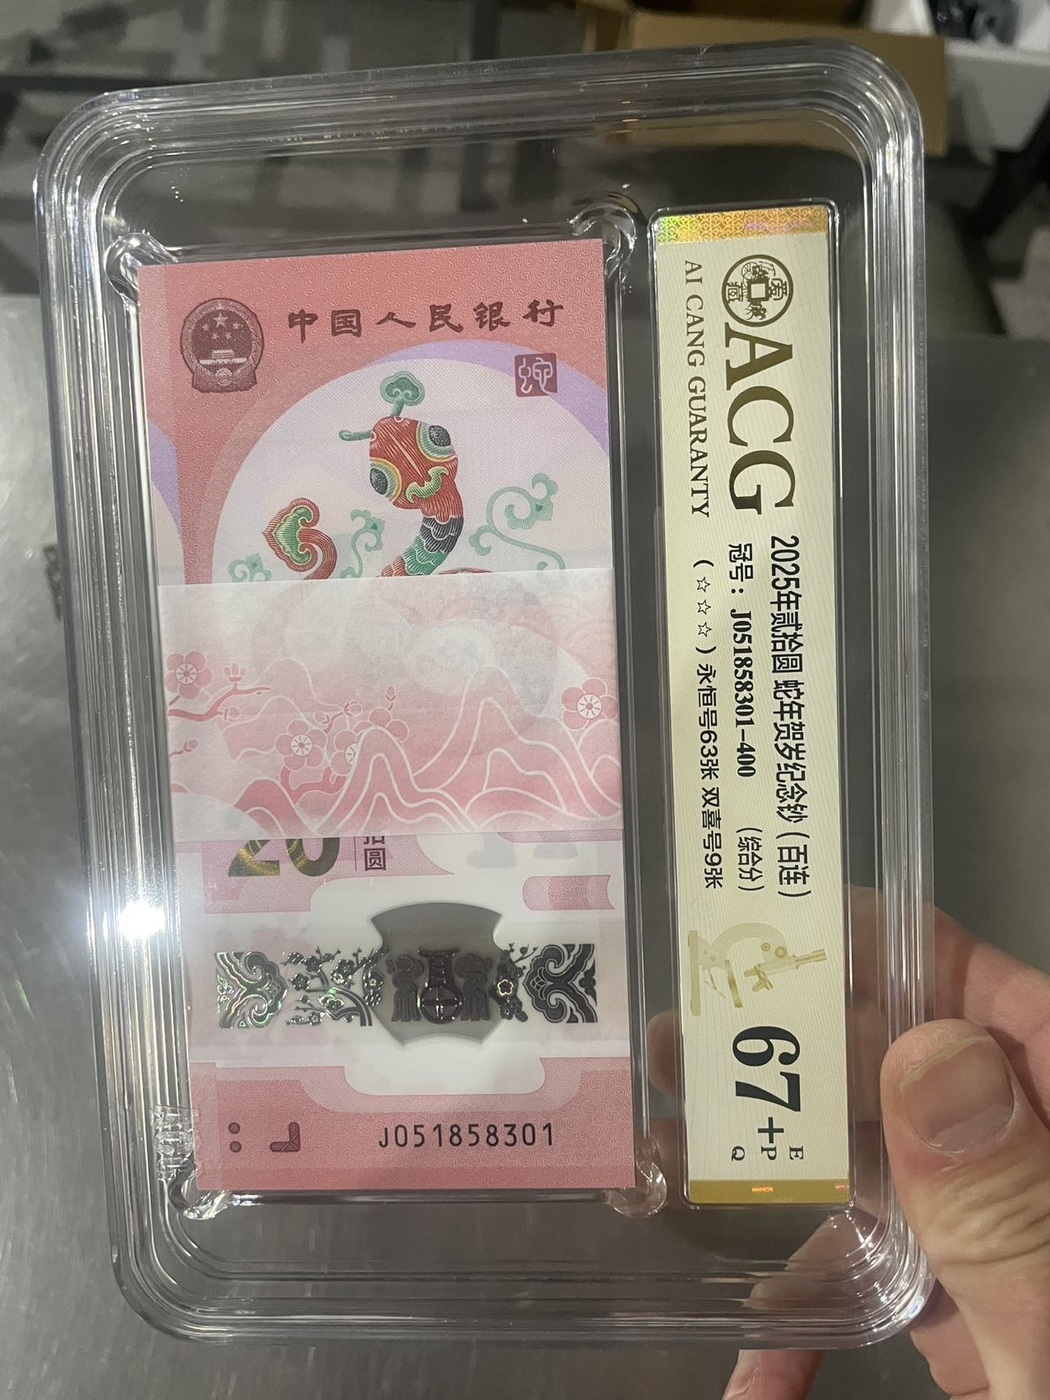 中国人民银行
蛇
20
拾圆
J051858301
ACG
AI CANG GUARANTY
2025年贰拾圆 蛇年贺岁纪念钞(百连)
冠号:J051858301-400 (综合分)
(☆☆☆) 永恒号63张 双喜号9张
67+
E
P
Q